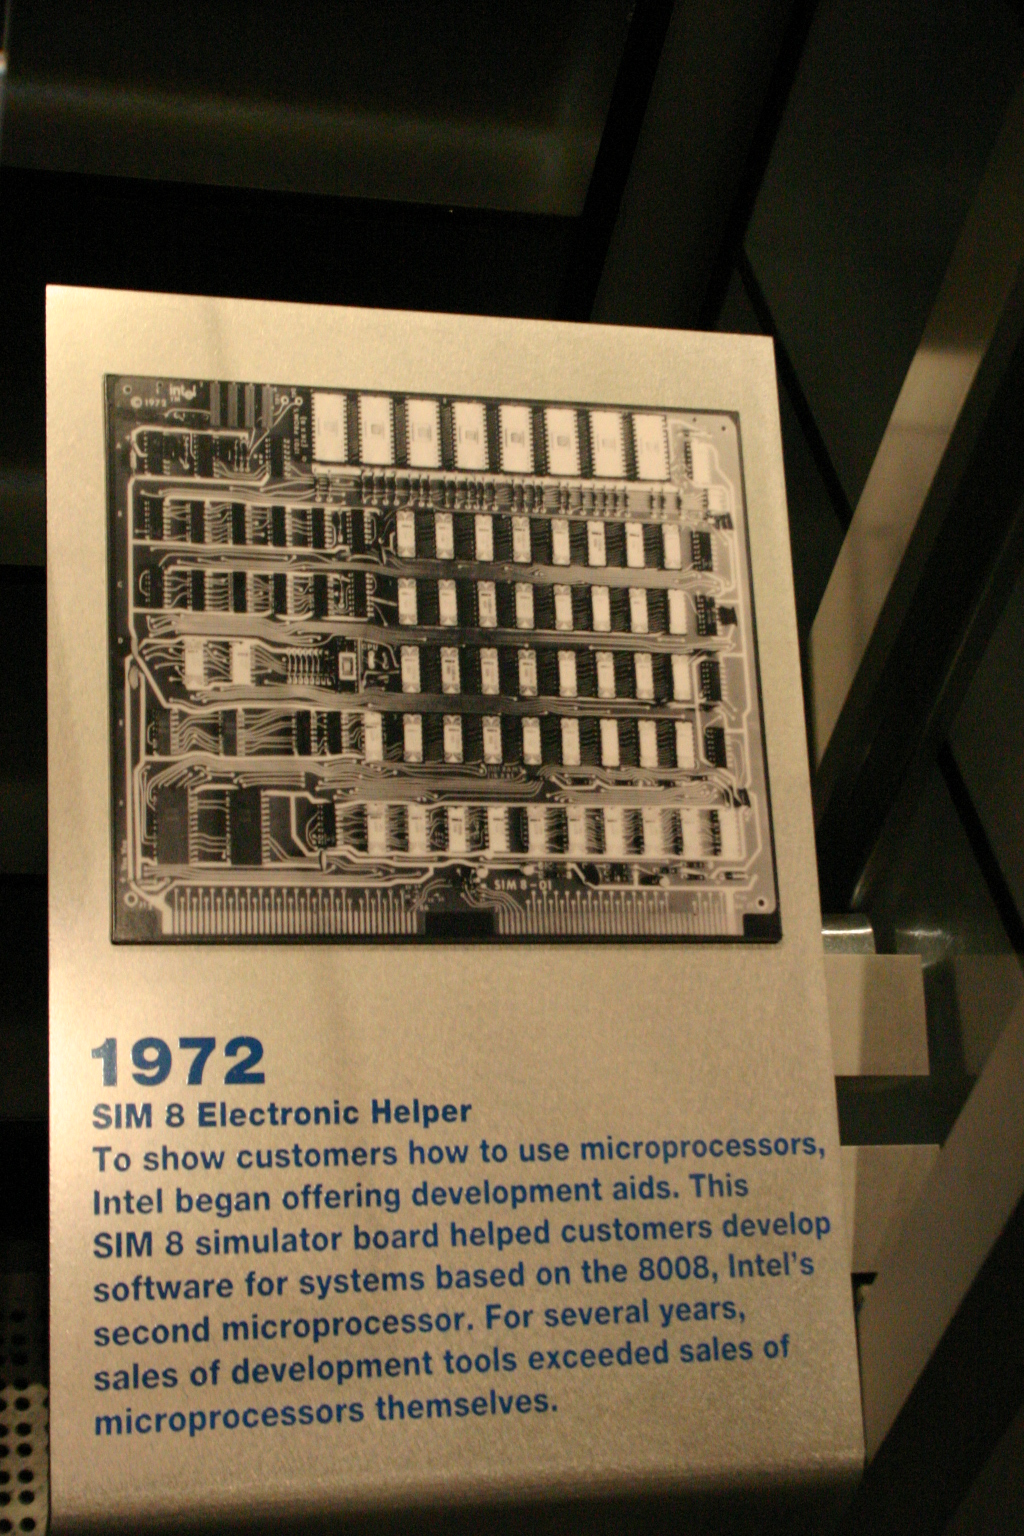 intel
SIM 8-01
1972
SIM 8 Electronic Helper
To show customers how to use microprocessors,
Intel began offering development aids. This
SIM 8 simulator board helped customers develop
software for systems based on the 8008, Intel's
second microprocessor. For several years,
sales of development tools exceeded sales of
microprocessors themselves.